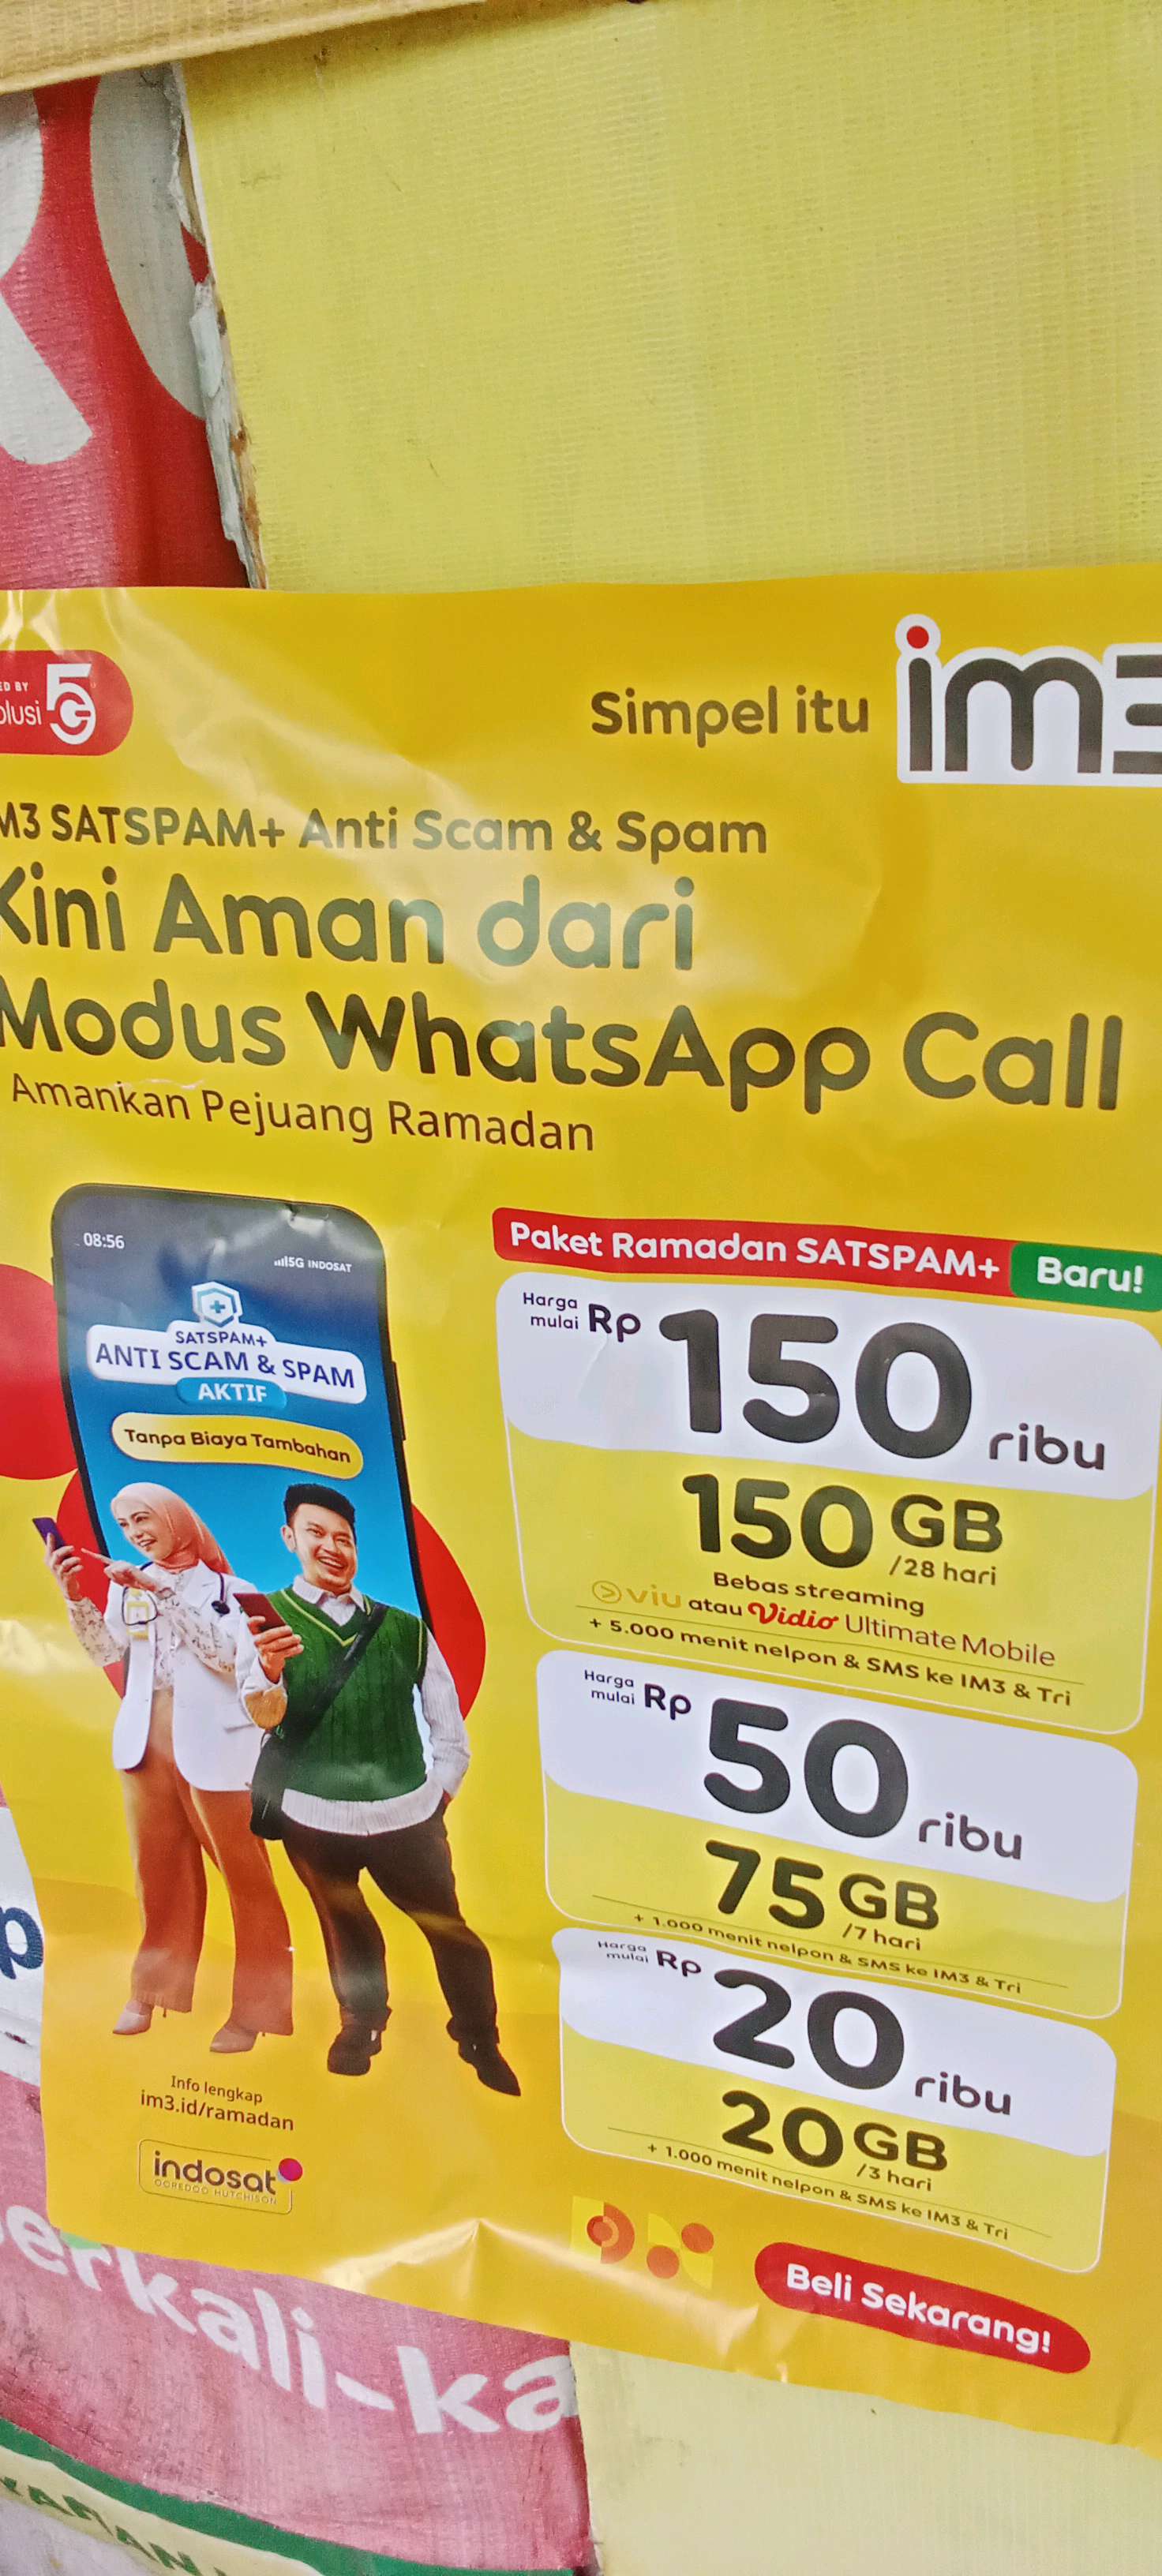 ED BY
5G
Simpel itu im3
M3 SATSPAM+ Anti Scam & Spam
Kini Aman dari
Modus WhatsApp Call
Amankan Pejuang Ramadan
08:56
5G INDOSAT
SATSPAM+
ANTI SCAM & SPAM
AKTIF
Tanpa Biaya Tambahan
Paket Ramadan SATSPAM+ Baru!
Harga mulai Rp 150 ribu
150 GB
/28 hari
Bebas streaming
viu atau Vidio Ultimate Mobile
+ 5.000 menit nelpon & SMS ke IM3 & Tri
Harga mulai Rp 50 ribu
75 GB
/7 hari
+ 1.000 menit nelpon & SMS ke IM3 & Tri
Harga mulai Rp 20 ribu
20 GB
/3 hari
+ 1.000 menit nelpon & SMS ke IM3 & Tri
Info lengkap
im3.id/ramadan
indosat
OOREDOO HUTCHISON
Beli Sekarang!
erkali-ka